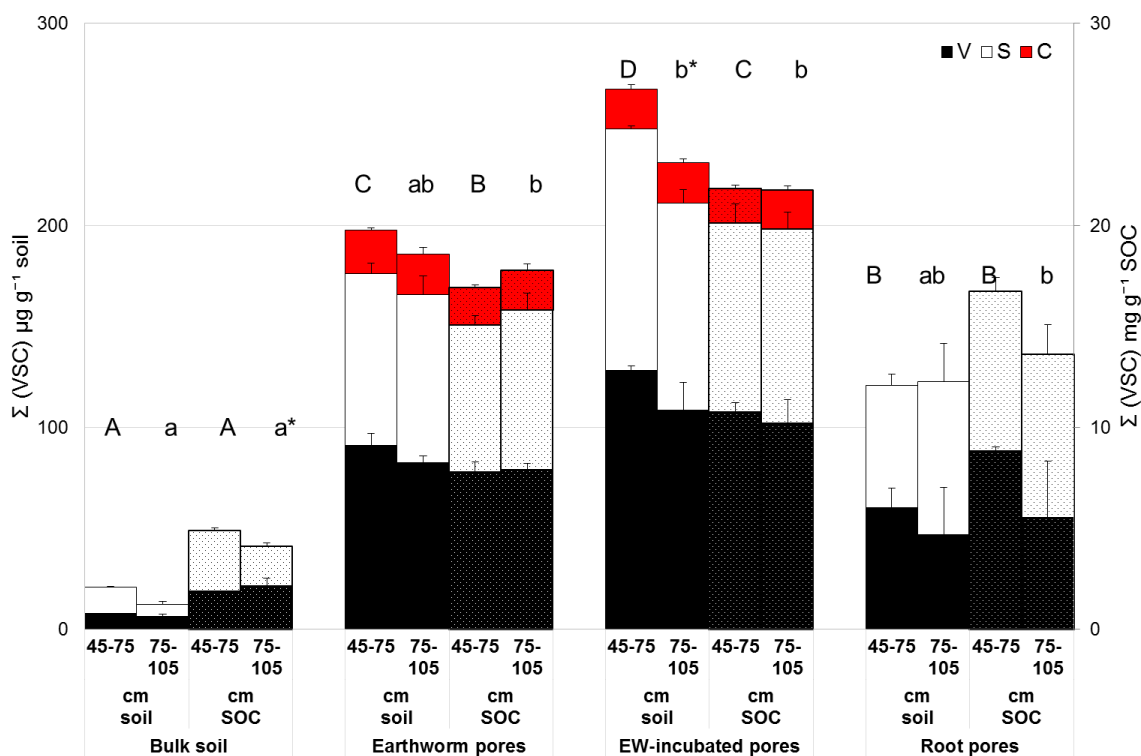 300
30
V S C
D b* C b
C ab B b
200
20
B ab B b
Σ (VSC) µg g⁻¹ soil
Σ (VSC) mg g⁻¹ SOC
A a A a*
100
10
0
0
45-75 75-105 45-75 75-105 45-75 75-105 45-75 75-105 45-75 75-105 45-75 75-105 45-75 75-105 45-75 75-105
cm cm cm cm cm cm cm cm
soil SOC soil SOC soil SOC soil SOC
Bulk soil Earthworm pores EW-incubated pores Root pores